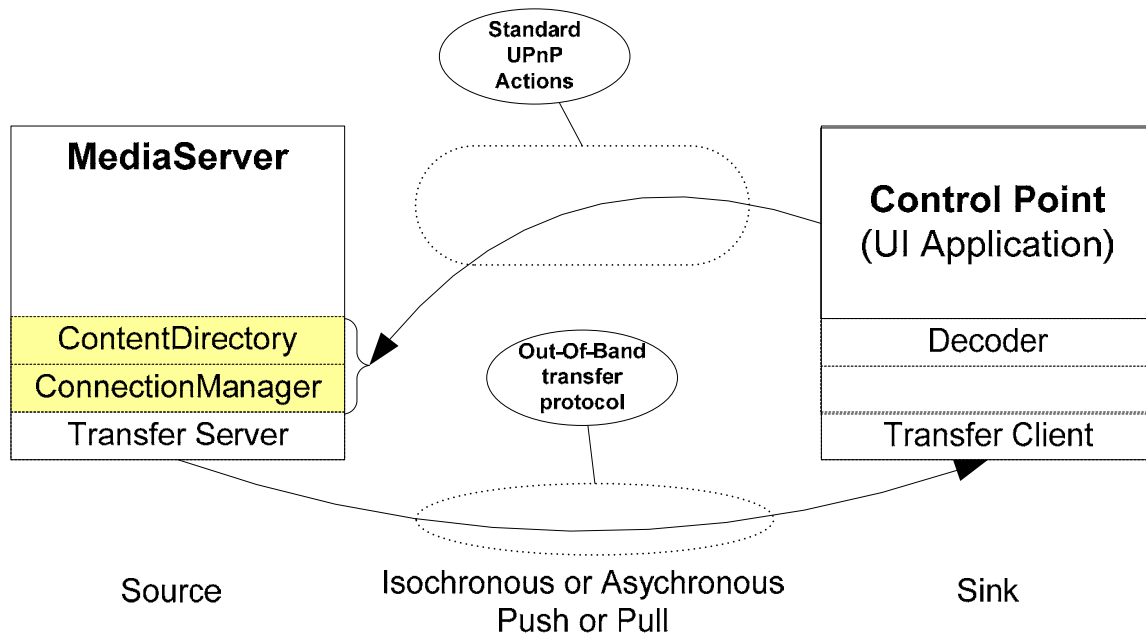 Standard
UPnP
Actions
MediaServer
Control Point
(UI Application)
ContentDirectory
Decoder
ConnectionManager
Out-Of-Band
transfer
protocol
Transfer Server
Transfer Client
Source
Isochronous or Asychronous
Push or Pull
Sink